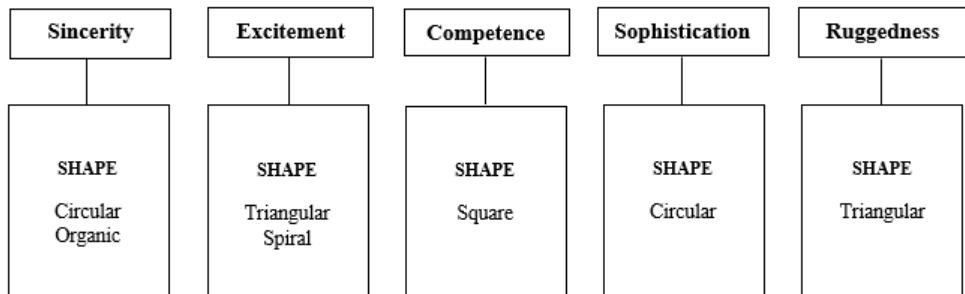 Sincerity
Excitement
Competence
Sophistication
Ruggedness
SHAPE
Circular
Organic
SHAPE
Triangular
Spiral
SHAPE
Square
SHAPE
Circular
SHAPE
Triangular